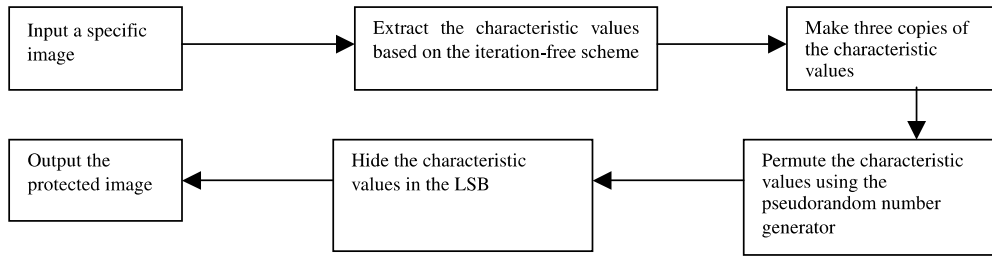 Input a specific
image
Extract the characteristic values
based on the iteration-free scheme
Make three copies of
the characteristic
values
Permute the characteristic
values using the
pseudorandom number
generator
Hide the characteristic
values in the LSB
Output the
protected image